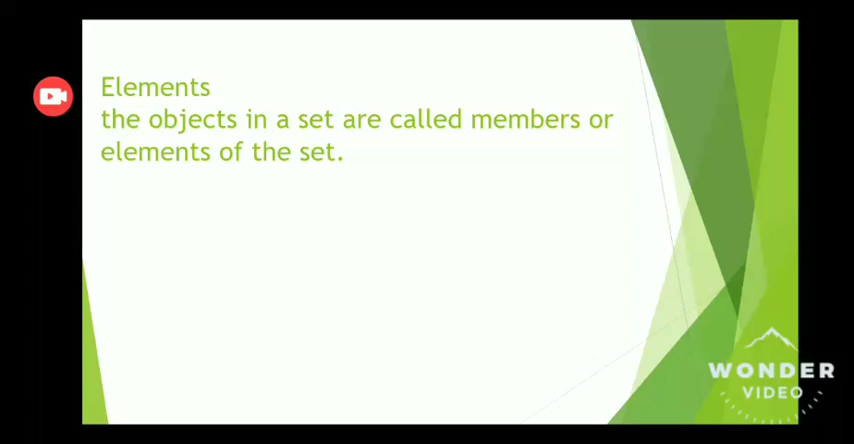 Elements
the objects in a set are called members or
elements of the set.
WONDER
VIDEO